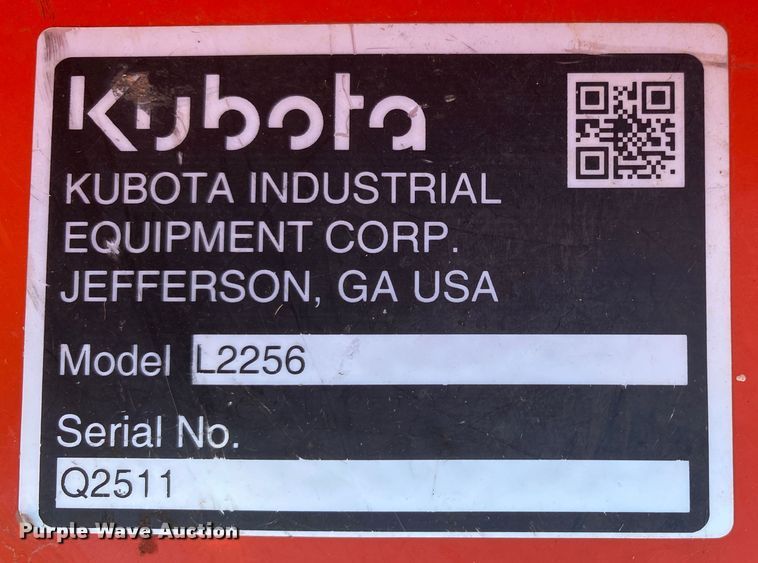 Kubota
KUBOTA INDUSTRIAL
EQUIPMENT CORP.
JEFFERSON, GA USA
Model L2256
Serial No.
Q2511
Purple Wave Auction